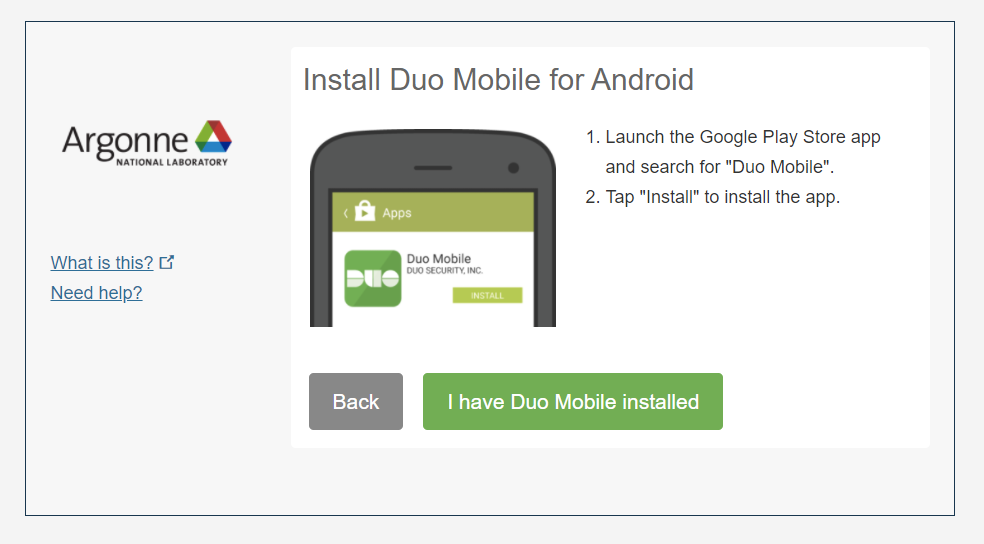 Install Duo Mobile for Android
Argonne
NATIONAL LABORATORY
What is this?
Need help?
Apps
Duo Mobile
DUO SECURITY, INC.
DUO
INSTALL
1. Launch the Google Play Store app
and search for "Duo Mobile".
2. Tap "Install" to install the app.
Back
I have Duo Mobile installed